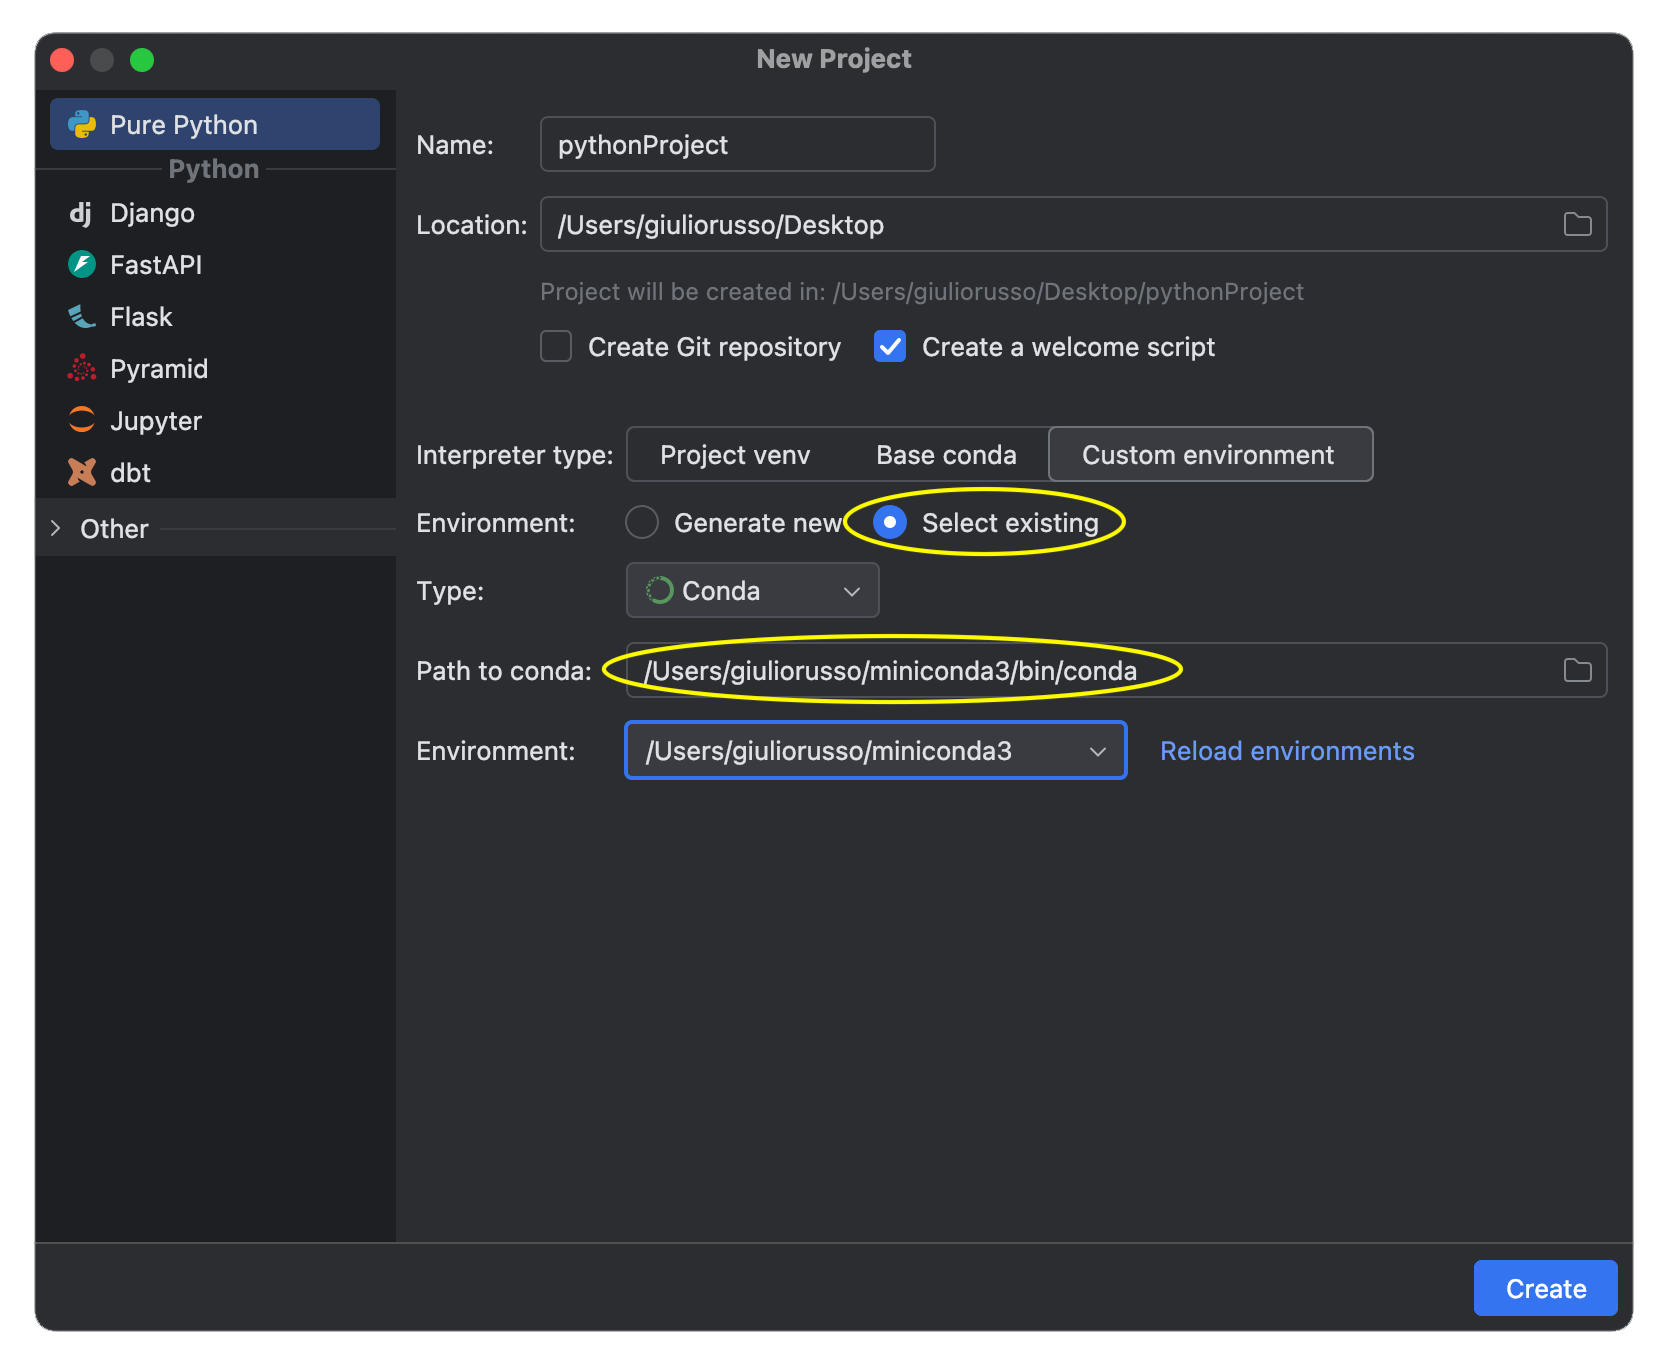 New Project
Pure Python
Python
Django
FastAPI
Flask
Pyramid
Jupyter
dbt
Other
Name: pythonProject
Location: /Users/giuliorusso/Desktop
Project will be created in: /Users/giuliorusso/Desktop/pythonProject
Create Git repository Create a welcome script
Interpreter type: Project venv Base conda Custom environment
Environment: Generate new Select existing
Type: Conda
Path to conda: /Users/giuliorusso/miniconda3/bin/conda
Environment: /Users/giuliorusso/miniconda3 Reload environments
Create